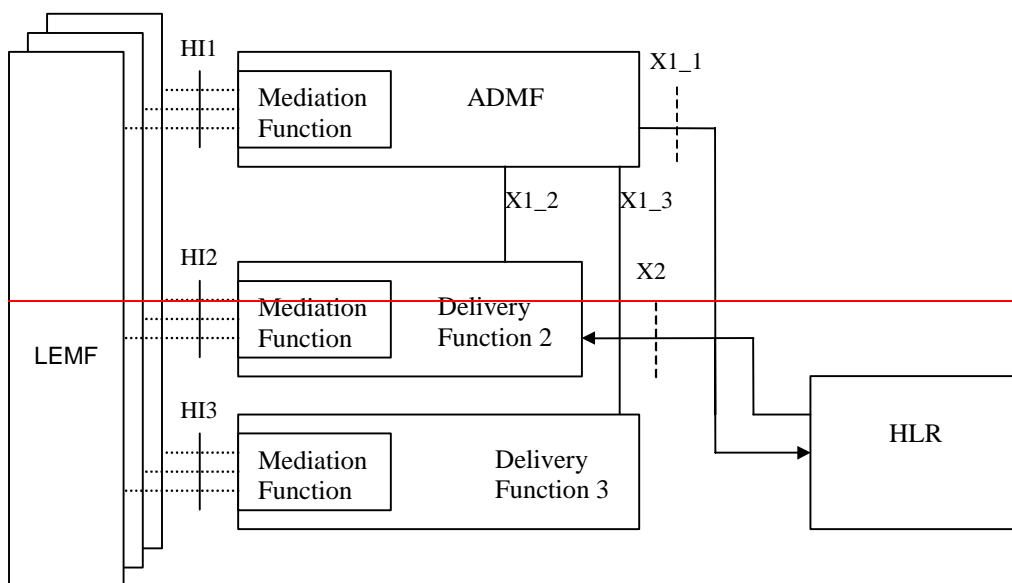 HI1
X1_1
Mediation
Function
ADMF
X1_2
X1_3
HI2
X2
Mediation
Function
Delivery
Function 2
LEMF
HI3
HLR
Mediation
Function
Delivery
Function 3